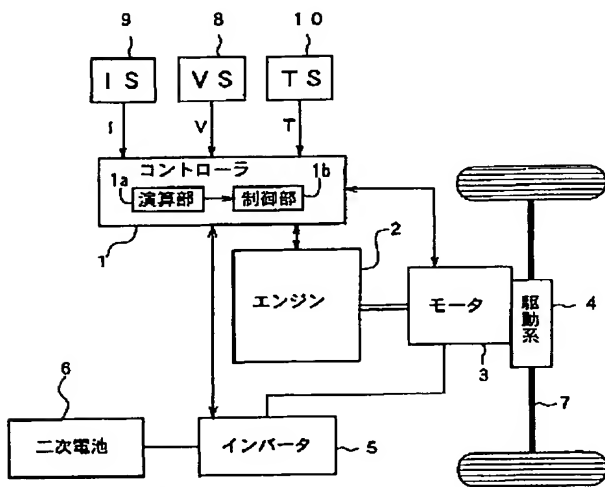 9
8
10
IS
VS
TS
I
V
T
コントローラ
1a
演算部
制御部
1b
1
2
エンジン
モータ
駆動系
4
3
6
7
二次電池
インバータ
5